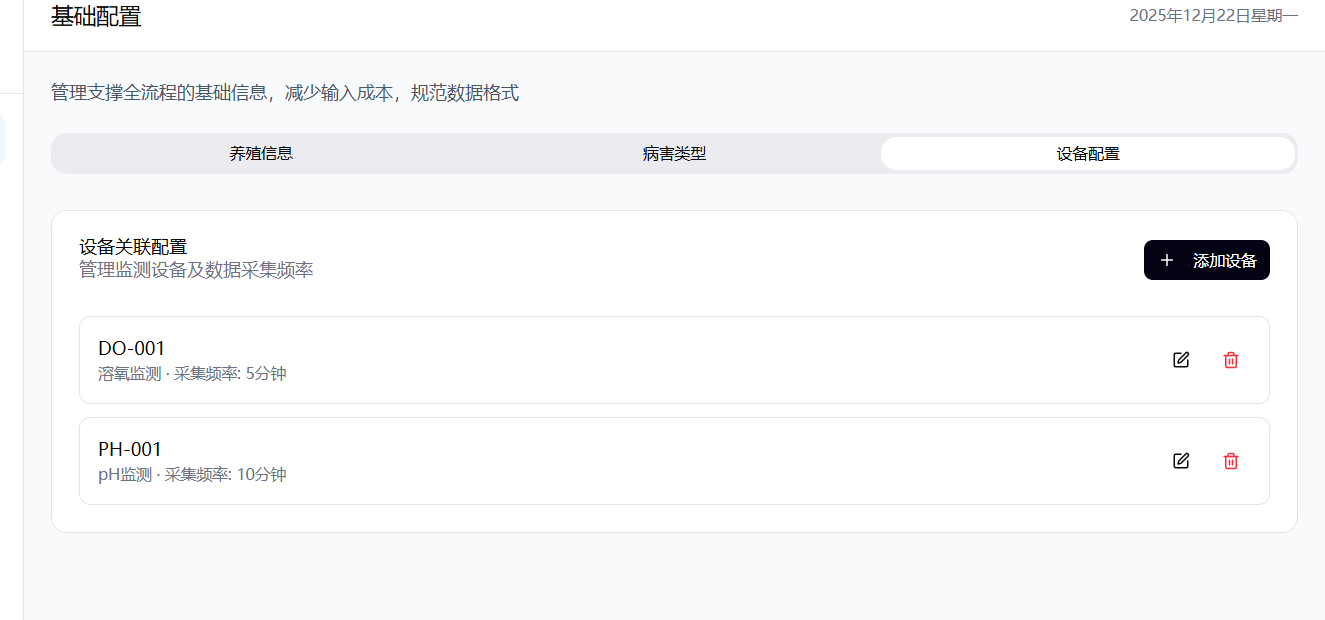 基础配置
2025年12月22日星期一
管理支撑全流程的基础信息，减少输入成本，规范数据格式
养殖信息
病害类型
设备配置
设备关联配置
管理监测设备及数据采集频率
+ 添加设备
DO-001
溶氧监测 · 采集频率: 5分钟
PH-001
pH监测 · 采集频率: 10分钟